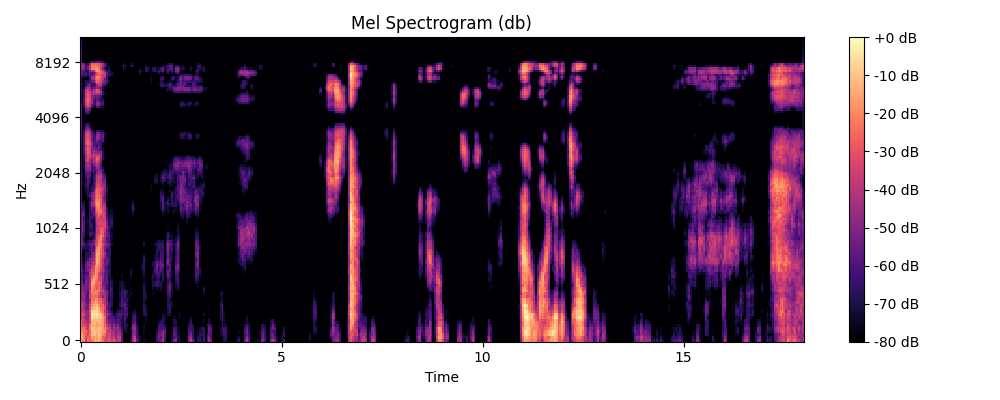 Mel Spectrogram (db)
Hz
8192
4096
2048
1024
512
0
0 5 10 15
Time
+0 dB
-10 dB
-20 dB
-30 dB
-40 dB
-50 dB
-60 dB
-70 dB
-80 dB